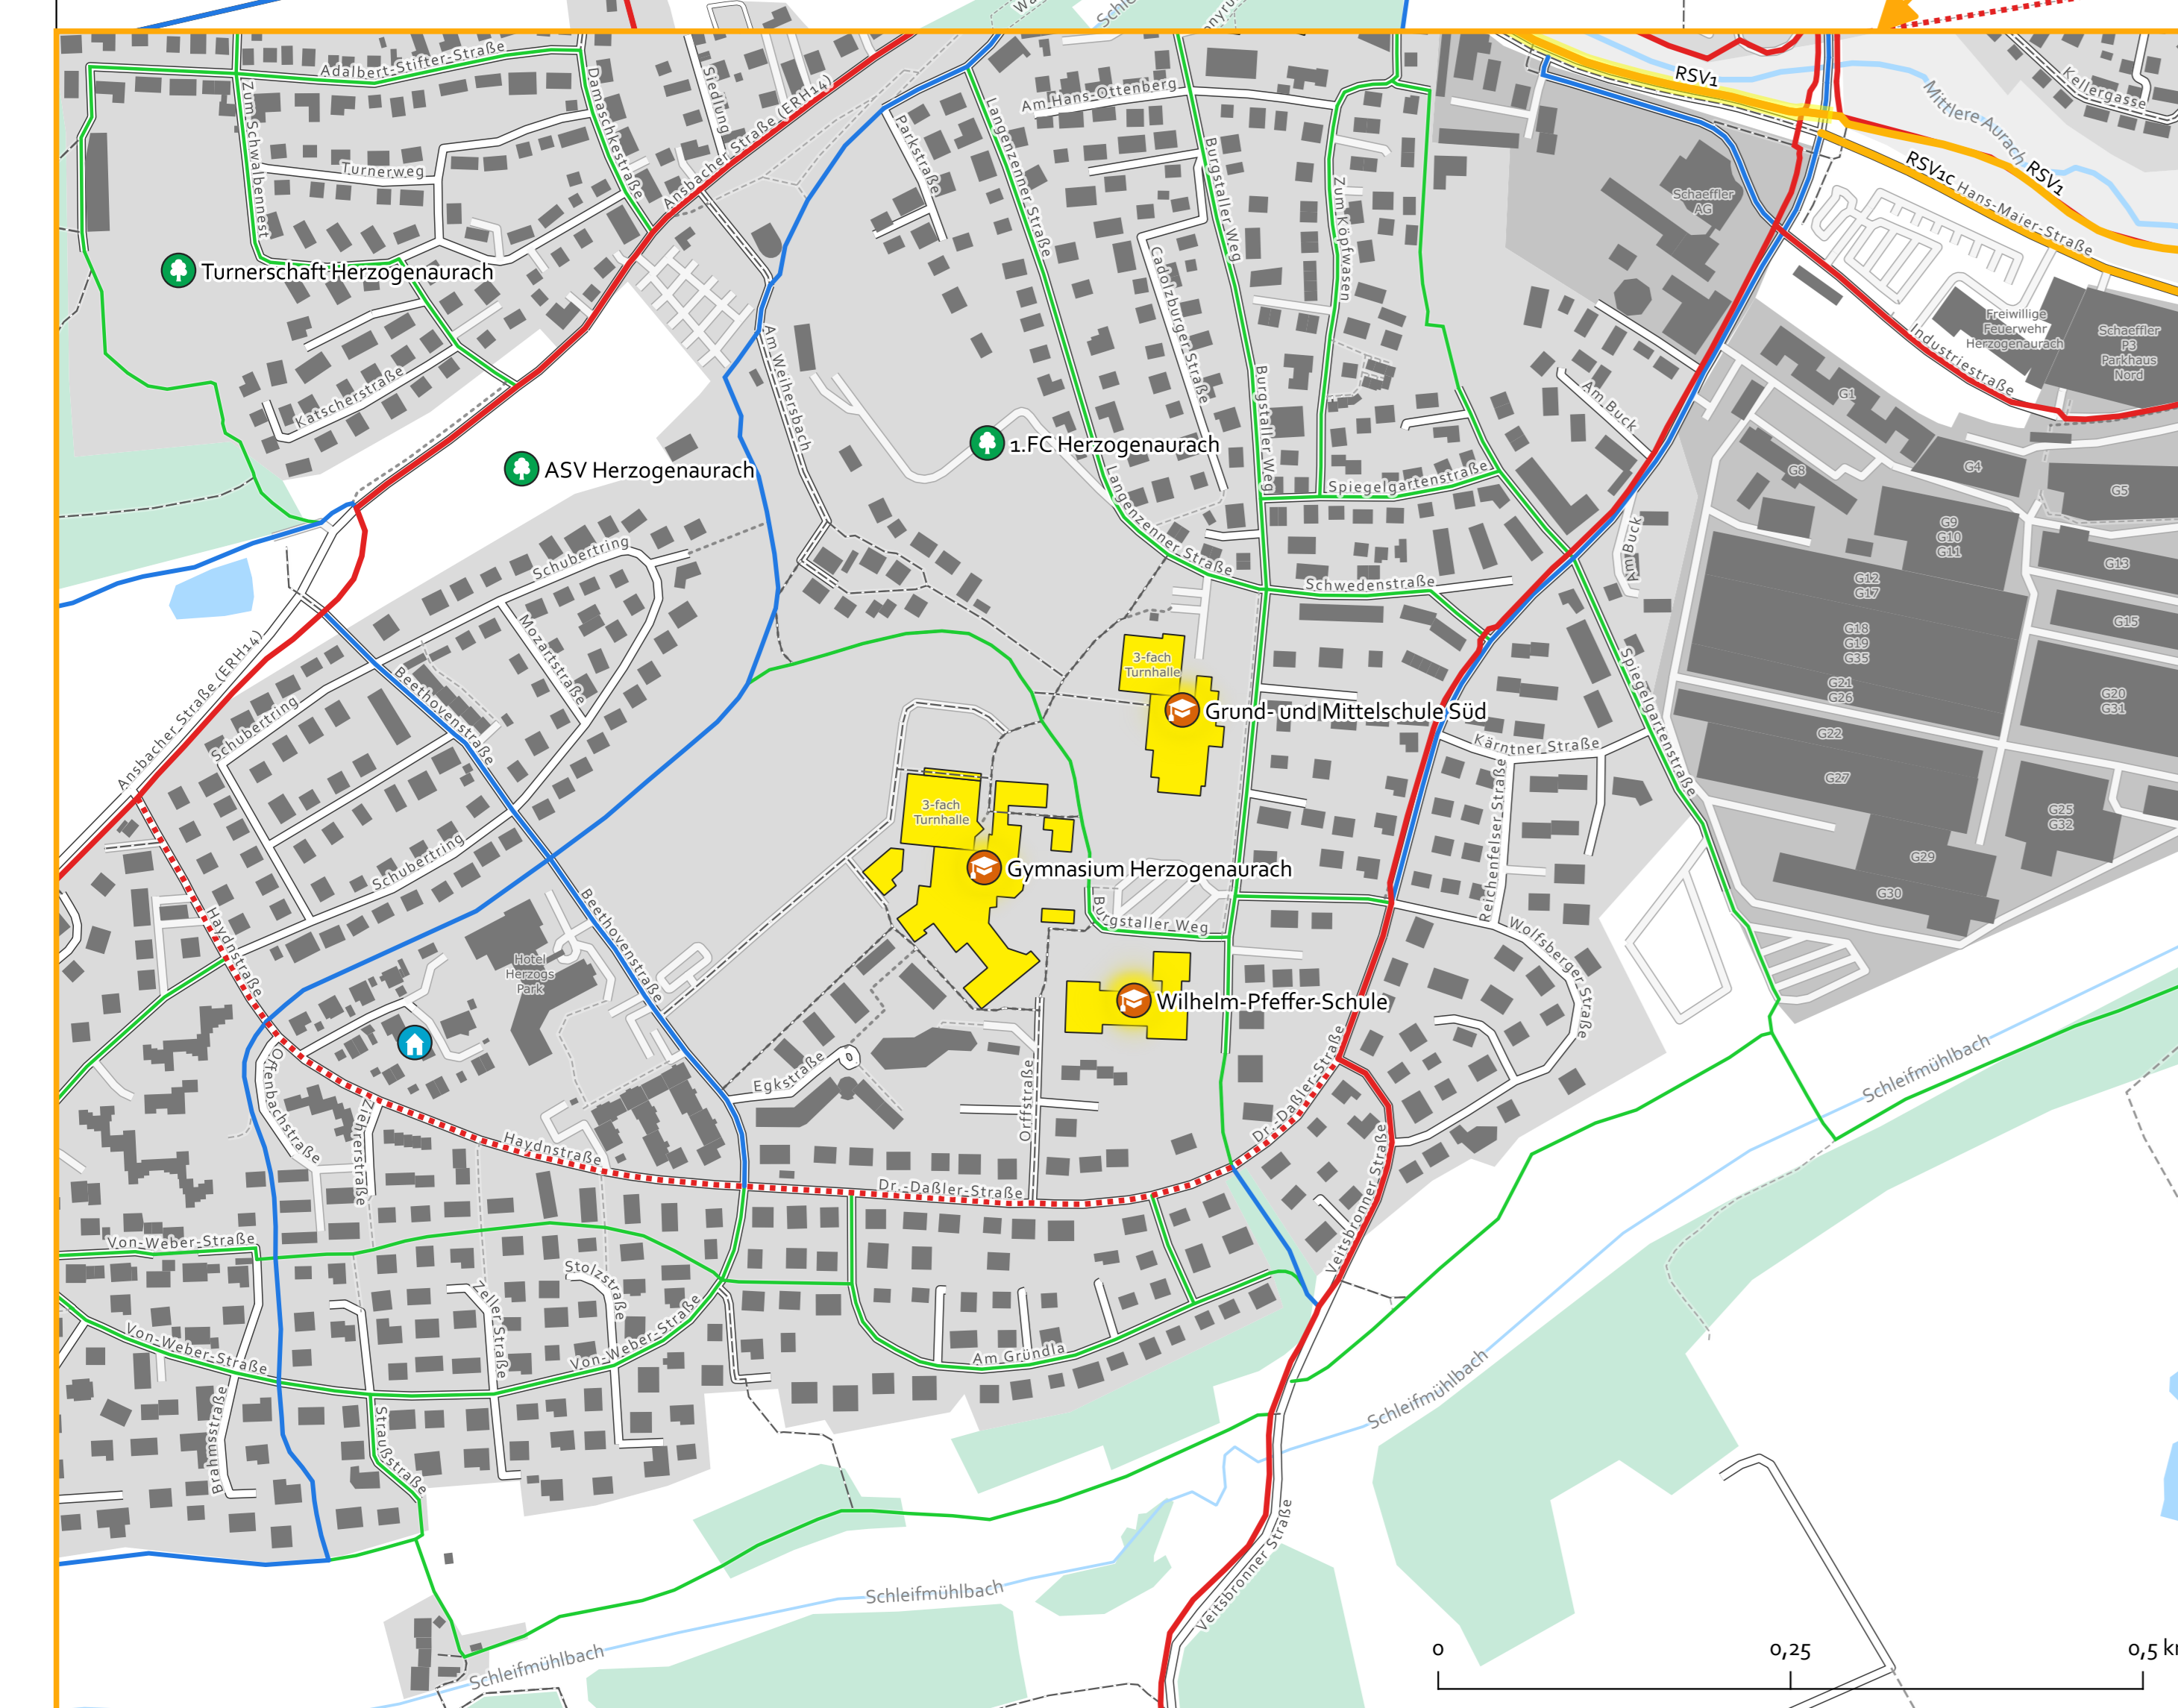 Adalbert-Stifter-Straße
Zum Schwalbennest
Turnerweg
Damaschkestraße
Siedlung
Ansbacher Straße (ERH14)
Parkstraße
Langenzenner Straße
Am Hans-Ottenberg
Burgstaller Weg
Zum Köpfwasen
Cadolzburger Straße
RSV1
RSV1c
Hans-Maier-Straße
RSV1
Mittlere Aurach
Kellergasse
Schaeffler
AG
Freiwillige
Feuerwehr
Herzogenaurach
Schaeffler
P3
Parkhaus
Nord
Industriestraße
Turnerschaft Herzogenaurach
Katscherstraße
ASV Herzogenaurach
Am Weihersbach
1.FC Herzogenaurach
Langenzenner Straße
Burgstaller Weg
Spiegelgartenstraße
Am Buck
Am Buck
G1
G4
G5
G8
G9
G10
G11
G12
G17
G13
G15
G18
G19
G35
G21
G26
G20
G31
G22
G27
G25
G32
G29
G30
Schubertring
Mozartstraße
Schwedenstraße
Spiegelgartenstraße
3-fach
Turnhalle
Grund- und Mittelschule Süd
Kärntner Straße
Reichenfelser Straße
Wolfsberger Straße
Ansbacher Straße (ERH14)
Schubertring
Beethovenstraße
Schubertring
3-fach
Turnhalle
Gymnasium Herzogenaurach
Burgstaller Weg
Wilhelm-Pfeffer-Schule
Haydnstraße
Hotel
Herzogs
Park
Beethovenstraße
Offenbachstraße
Ziehrerstraße
Haydnstraße
Egkstraße
Orffstraße
Dr.-Daßler-Straße
Dr.-Daßler-Straße
Veitsbronner Straße
Schleifmühlbach
Von-Weber-Straße
Von-Weber-Straße
Zeller-Straße
Stolzstraße
Von-Weber-Straße
Am Gründla
Brahmsstraße
Straußstraße
Schleifmühlbach
Veitsbronner Straße
Schleifmühlbach
Schleifmühlbach
0
0,25
0,5